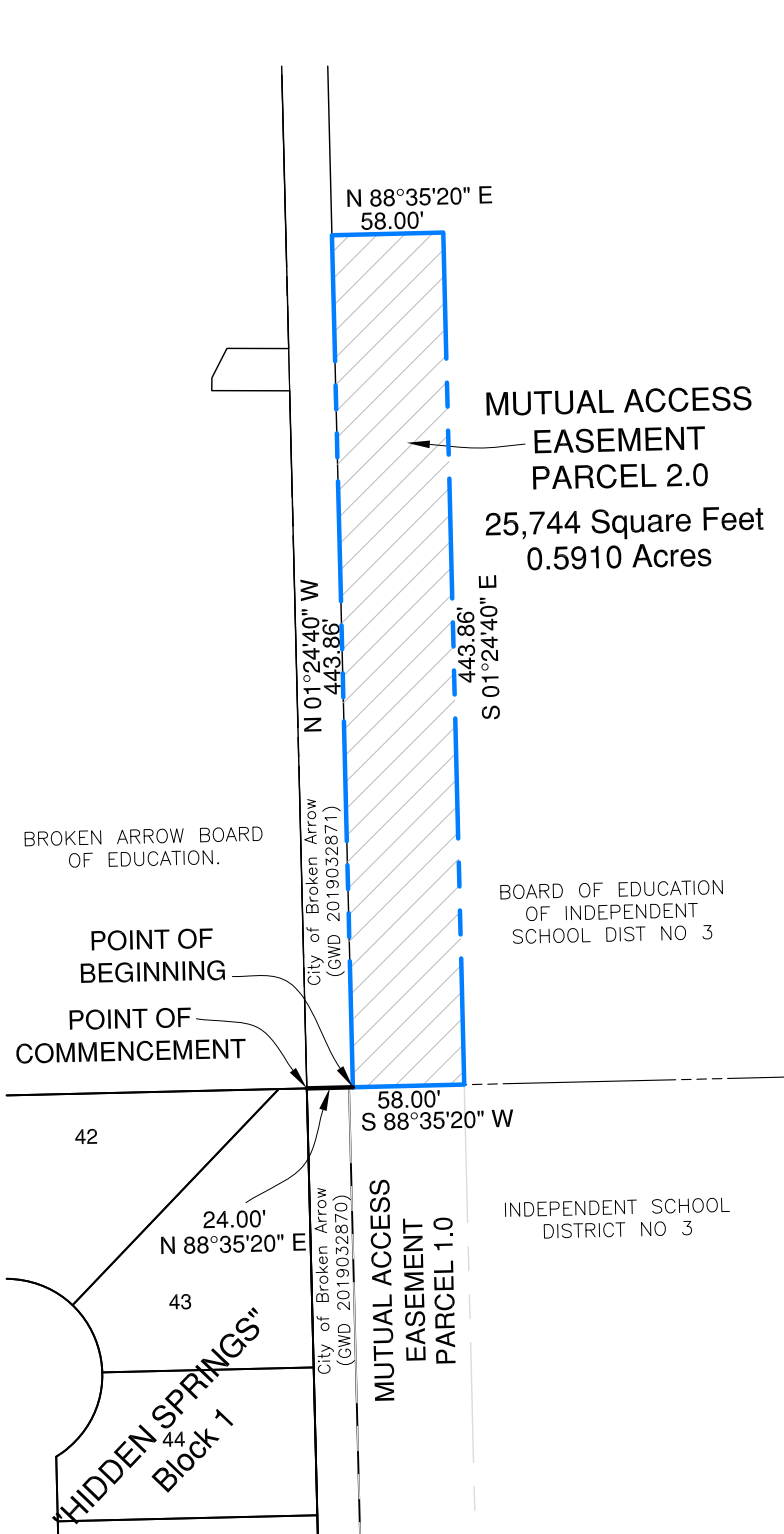 N 88°35'20" E
58.00'
MUTUAL ACCESS
EASEMENT
PARCEL 2.0
25,744 Square Feet
0.5910 Acres
N 01°24'40" W
443.86'
443.86'
S 01°24'40" E
City of Broken Arrow
(GWD 2019032871)
BROKEN ARROW BOARD
OF EDUCATION.
BOARD OF EDUCATION
OF INDEPENDENT
SCHOOL DIST NO 3
POINT OF
BEGINNING
POINT OF
COMMENCEMENT
58.00'
S 88°35'20" W
42
24.00'
N 88°35'20" E
City of Broken Arrow
(GWD 2019032870)
MUTUAL ACCESS
EASEMENT
PARCEL 1.0
INDEPENDENT SCHOOL
DISTRICT NO 3
43
"HIDDEN SPRINGS"
Block 1
44